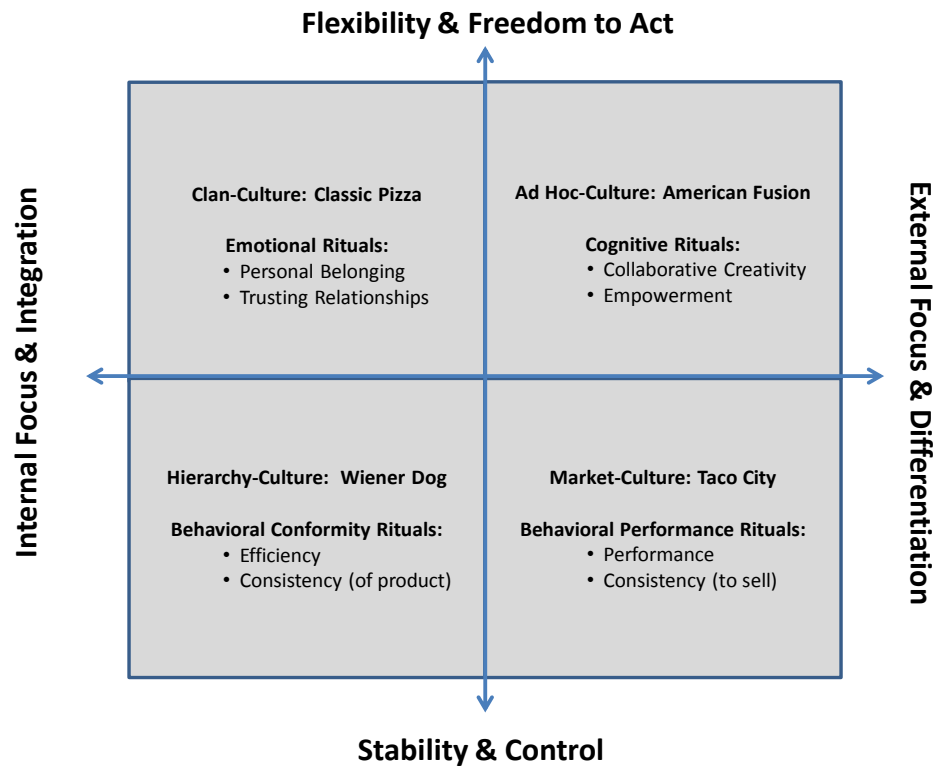 Flexibility & Freedom to Act
Internal Focus & Integration
Clan-Culture: Classic Pizza
Emotional Rituals:
• Personal Belonging
• Trusting Relationships
Ad Hoc-Culture: American Fusion
Cognitive Rituals:
• Collaborative Creativity
• Empowerment
External Focus & Differentiation
Hierarchy-Culture: Wiener Dog
Behavioral Conformity Rituals:
• Efficiency
• Consistency (of product)
Market-Culture: Taco City
Behavioral Performance Rituals:
• Performance
• Consistency (to sell)
Stability & Control